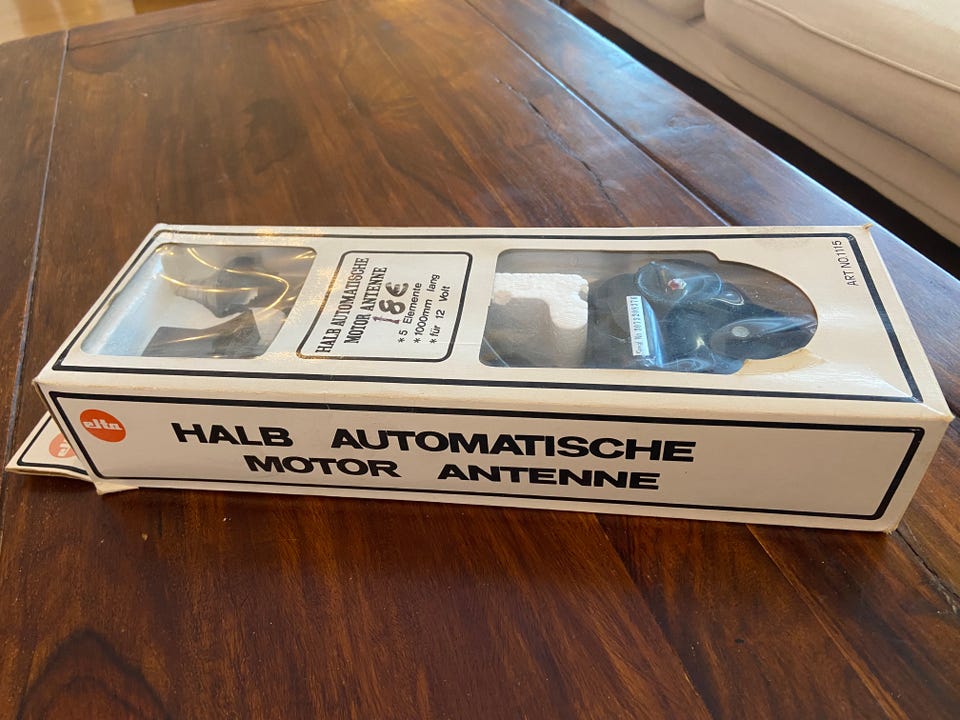 HALB AUTOMATISCHE
MOTOR ANTENNE
18€
* 5 Elemente
* 1000mm lang
* für 12 Volt
ART NO.1115
elta
HALB AUTOMATISCHE
MOTOR ANTENNE